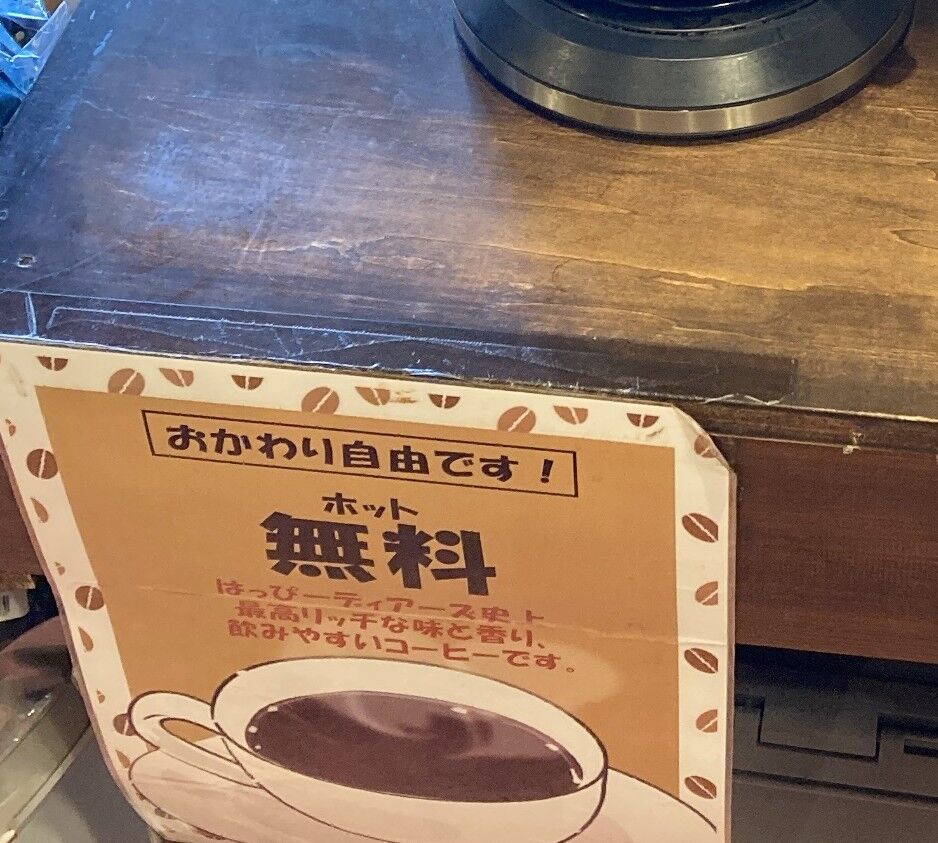 おかわり自由です！
ホット
無料
はっぴーディアーズ史上
最高リッチな味と香り、
飲みやすいコーヒーです。